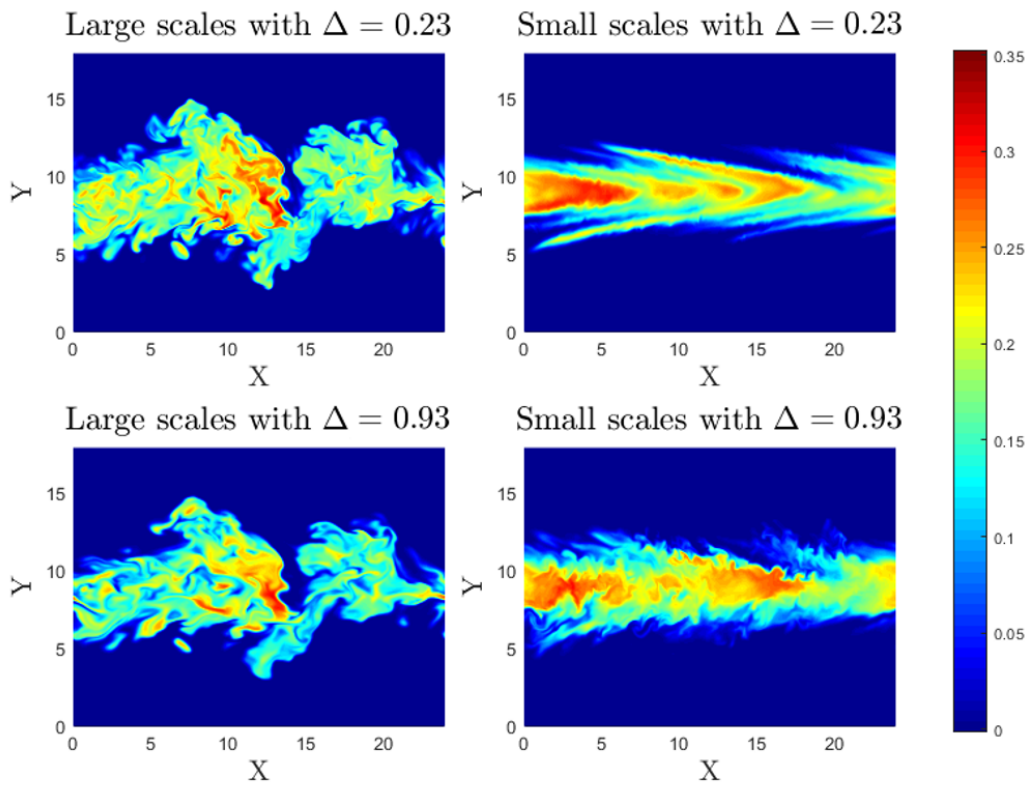 Large scales with Δ = 0.23
Small scales with Δ = 0.23
15
10
5
0
Y
0 5 10 15 20
X
15
10
5
0
Y
0 5 10 15 20
X
Large scales with Δ = 0.93
Small scales with Δ = 0.93
15
10
5
0
Y
0 5 10 15 20
X
15
10
5
0
Y
0 5 10 15 20
X
0.35
0.3
0.25
0.2
0.15
0.1
0.05
0